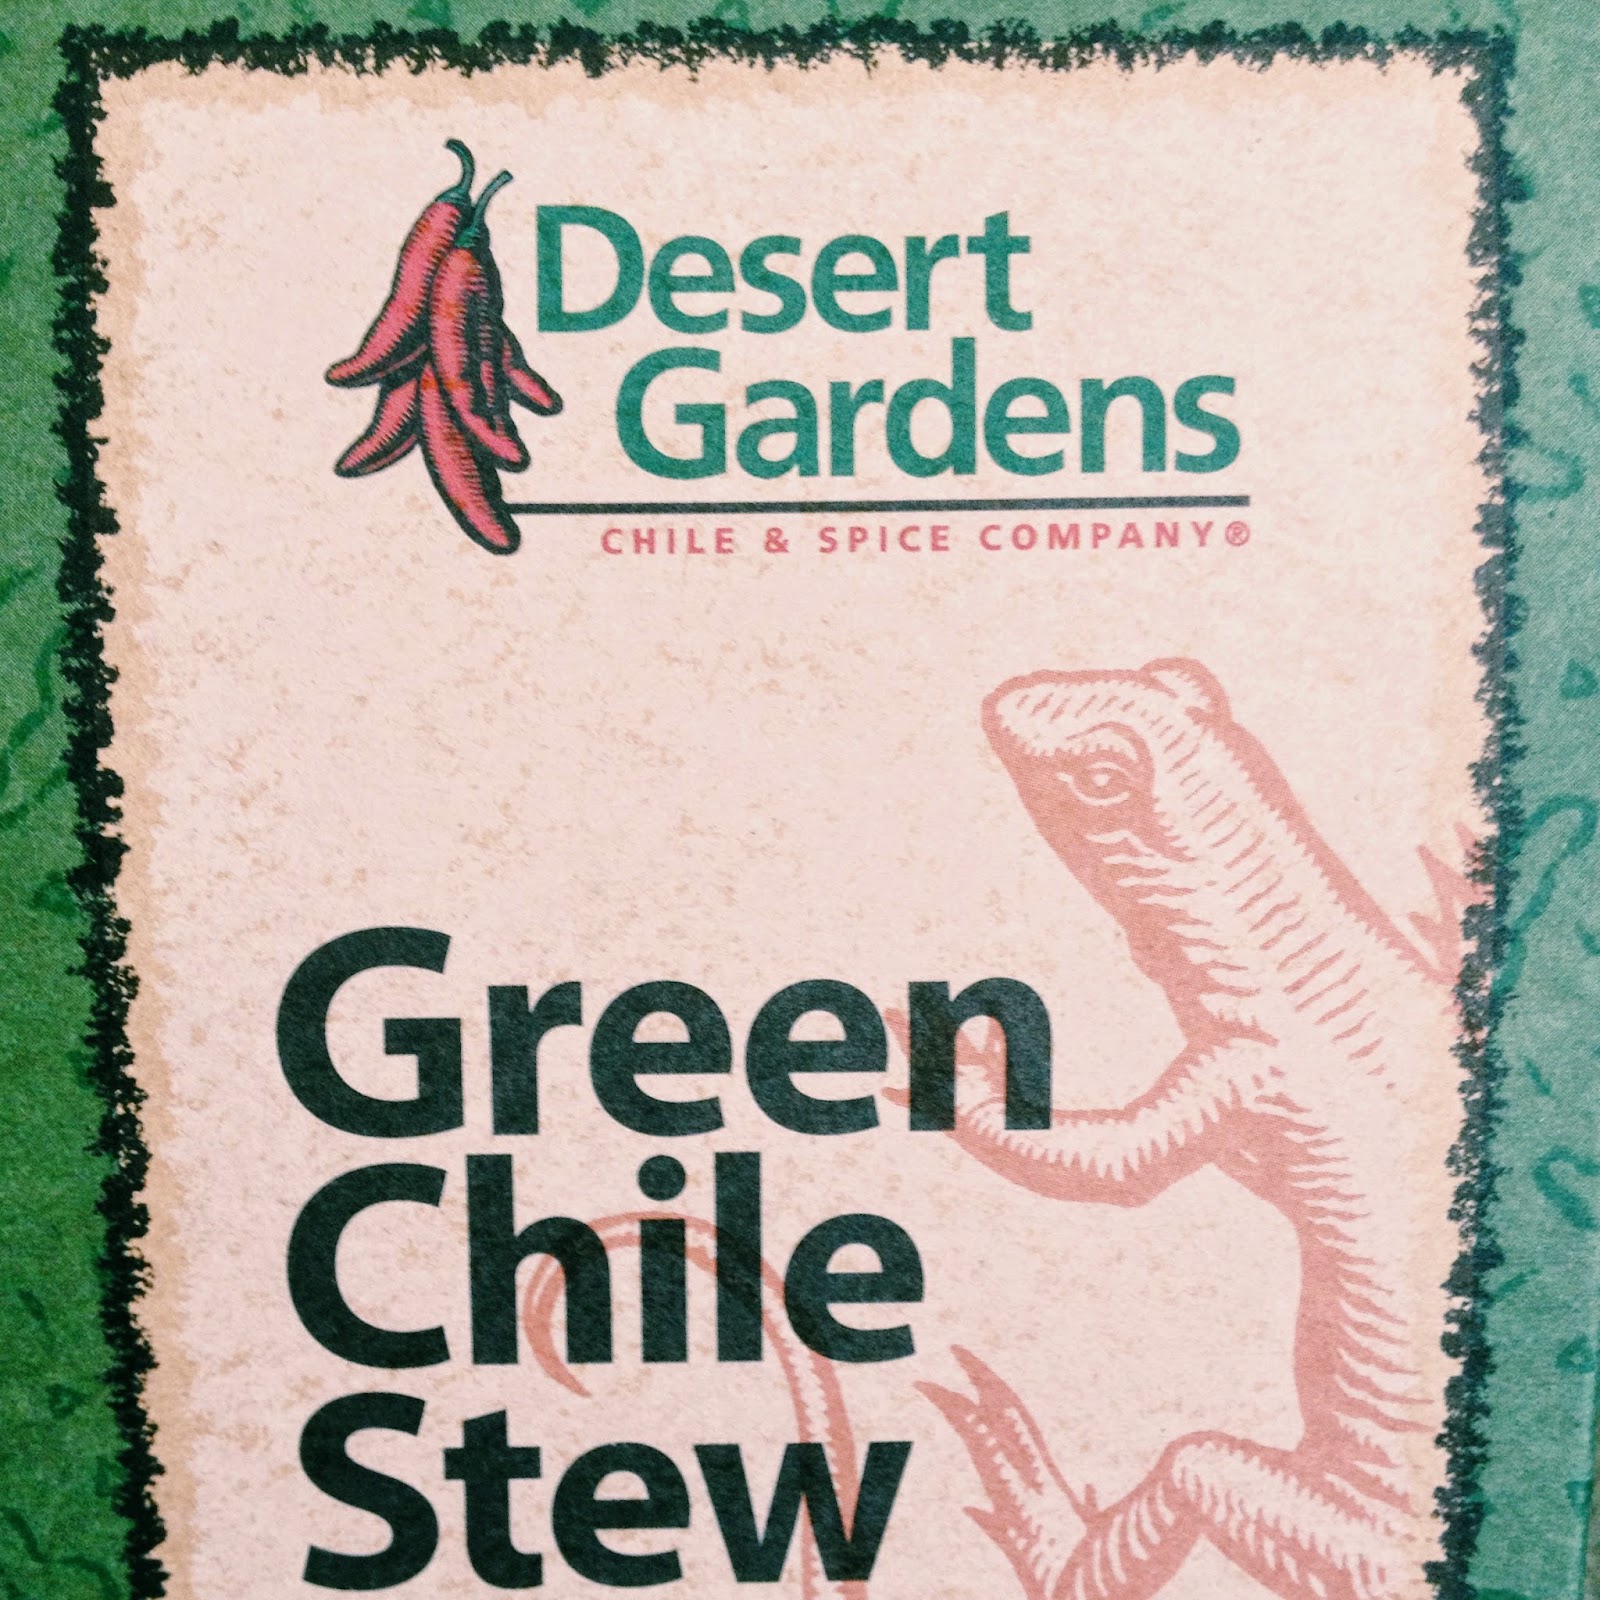 Desert
Gardens
CHILE & SPICE COMPANY®
Green
Chile
Stew